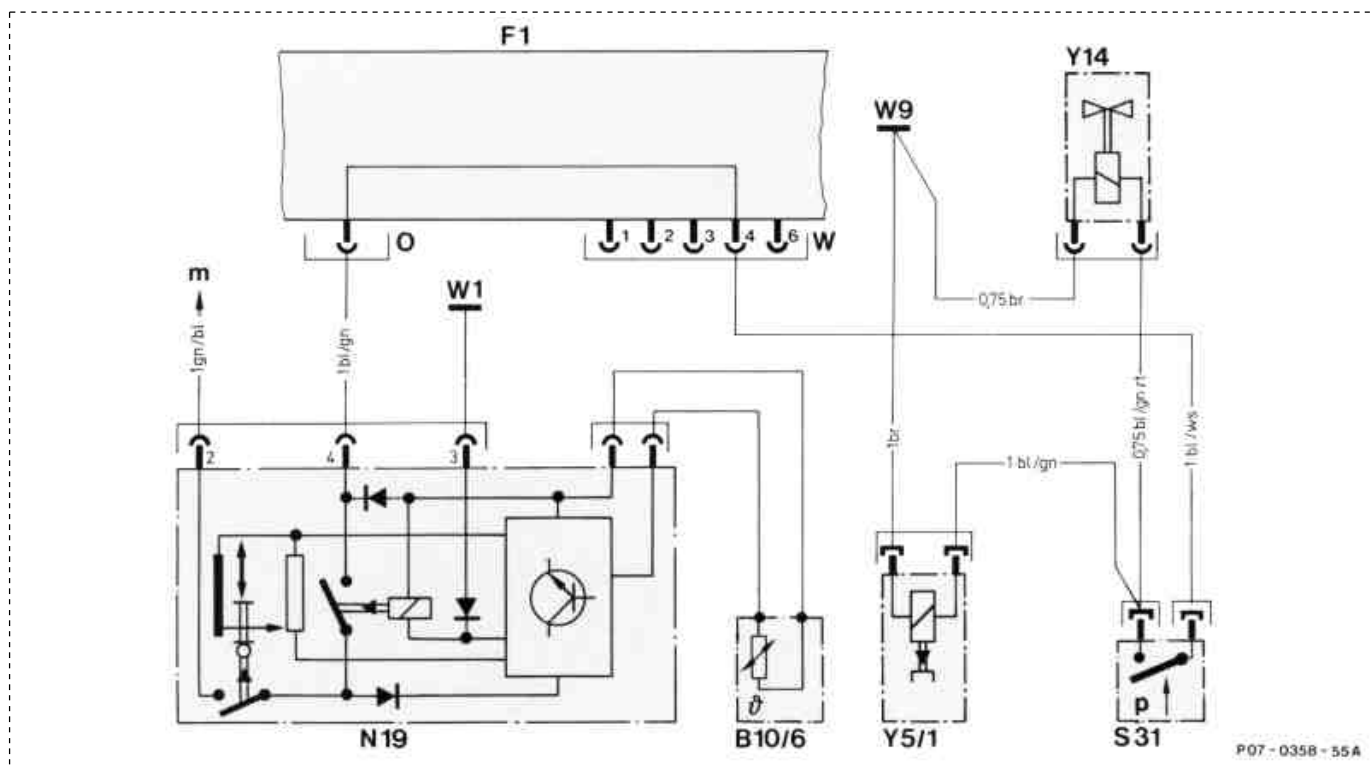 F1
Y14
W9
O
1
2
3
4
6
W
m
W1
0,75 br
1gn/bl
1 bl/gn
0,75 bl/gn rt
1 bl/ws
1br
1 bl/gn
2
4
3
ϑ
p
N19
B10/6
Y5/1
S31
P07-0358-55A